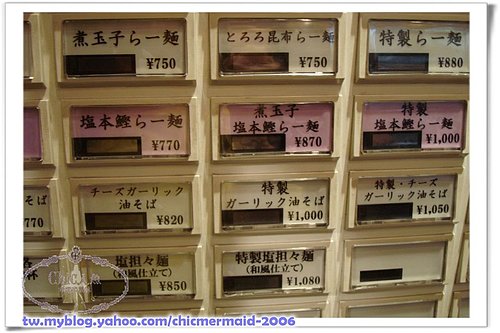 煮玉子らー麺
¥750
とろろ昆布らー麺
¥750
特製らー麺
¥880
塩本鰹らー麺
¥770
煮玉子
塩本鰹らー麺
¥870
特製
塩本鰹らー麺
¥1,000
そば
770
チーズガーリック
油そば
¥820
特製
ガーリック油そば
¥1,000
特製・チーズ
ガーリック油そば
¥1,050
塩担々麺
(和風仕立て)
¥850
特製塩担々麺
(和風仕立て)
¥1,080
tw.myblog.yahoo.com/chicmermaid-2006